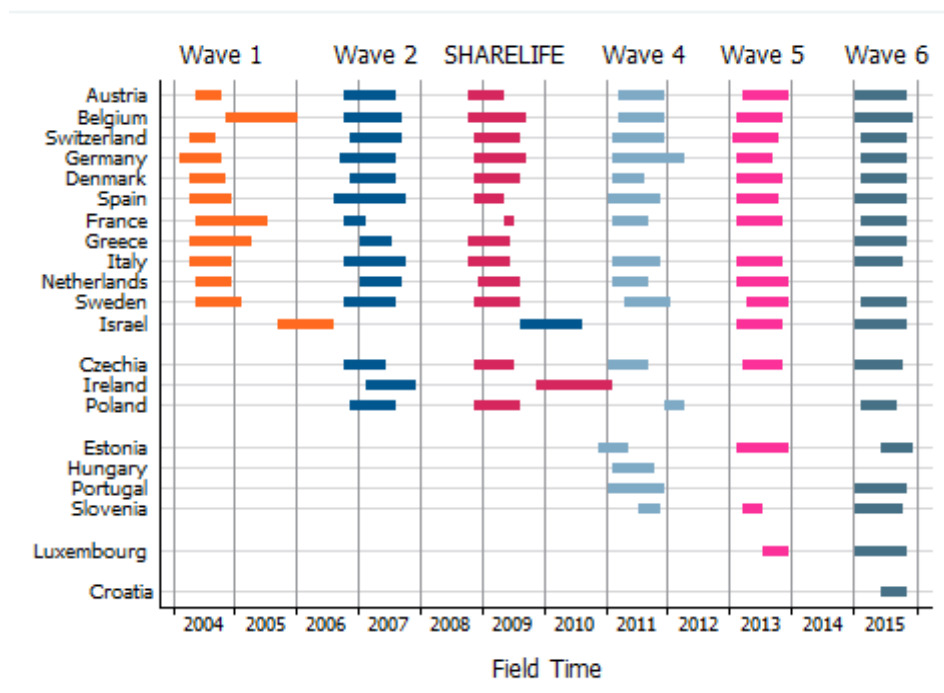 Wave 1 Wave 2 SHARELIFE Wave 4 Wave 5 Wave 6
Austria
Belgium
Switzerland
Germany
Denmark
Spain
France
Greece
Italy
Netherlands
Sweden
Israel
Czechia
Ireland
Poland
Estonia
Hungary
Portugal
Slovenia
Luxembourg
Croatia
2004 2005 2006 2007 2008 2009 2010 2011 2012 2013 2014 2015
Field Time